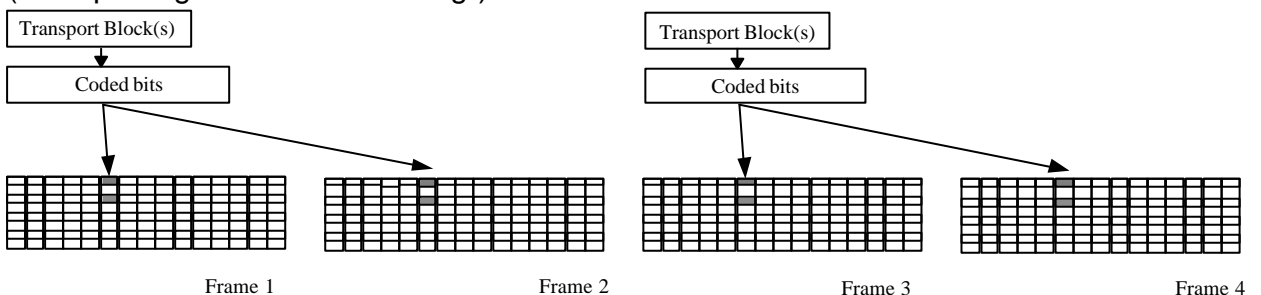 Transport Block(s)
Coded bits
Transport Block(s)
Coded bits
Frame 1
Frame 2
Frame 3
Frame 4